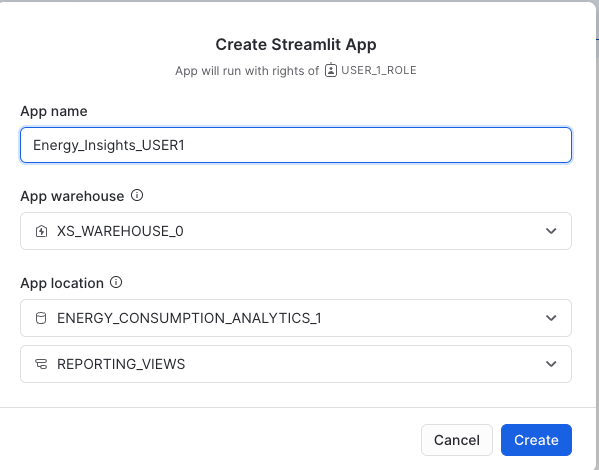 Create Streamlit App
App will run with rights of USER_1_ROLE
App name
Energy_Insights_USER1
App warehouse
XS_WAREHOUSE_0
App location
ENERGY_CONSUMPTION_ANALYTICS_1
REPORTING_VIEWS
Cancel Create